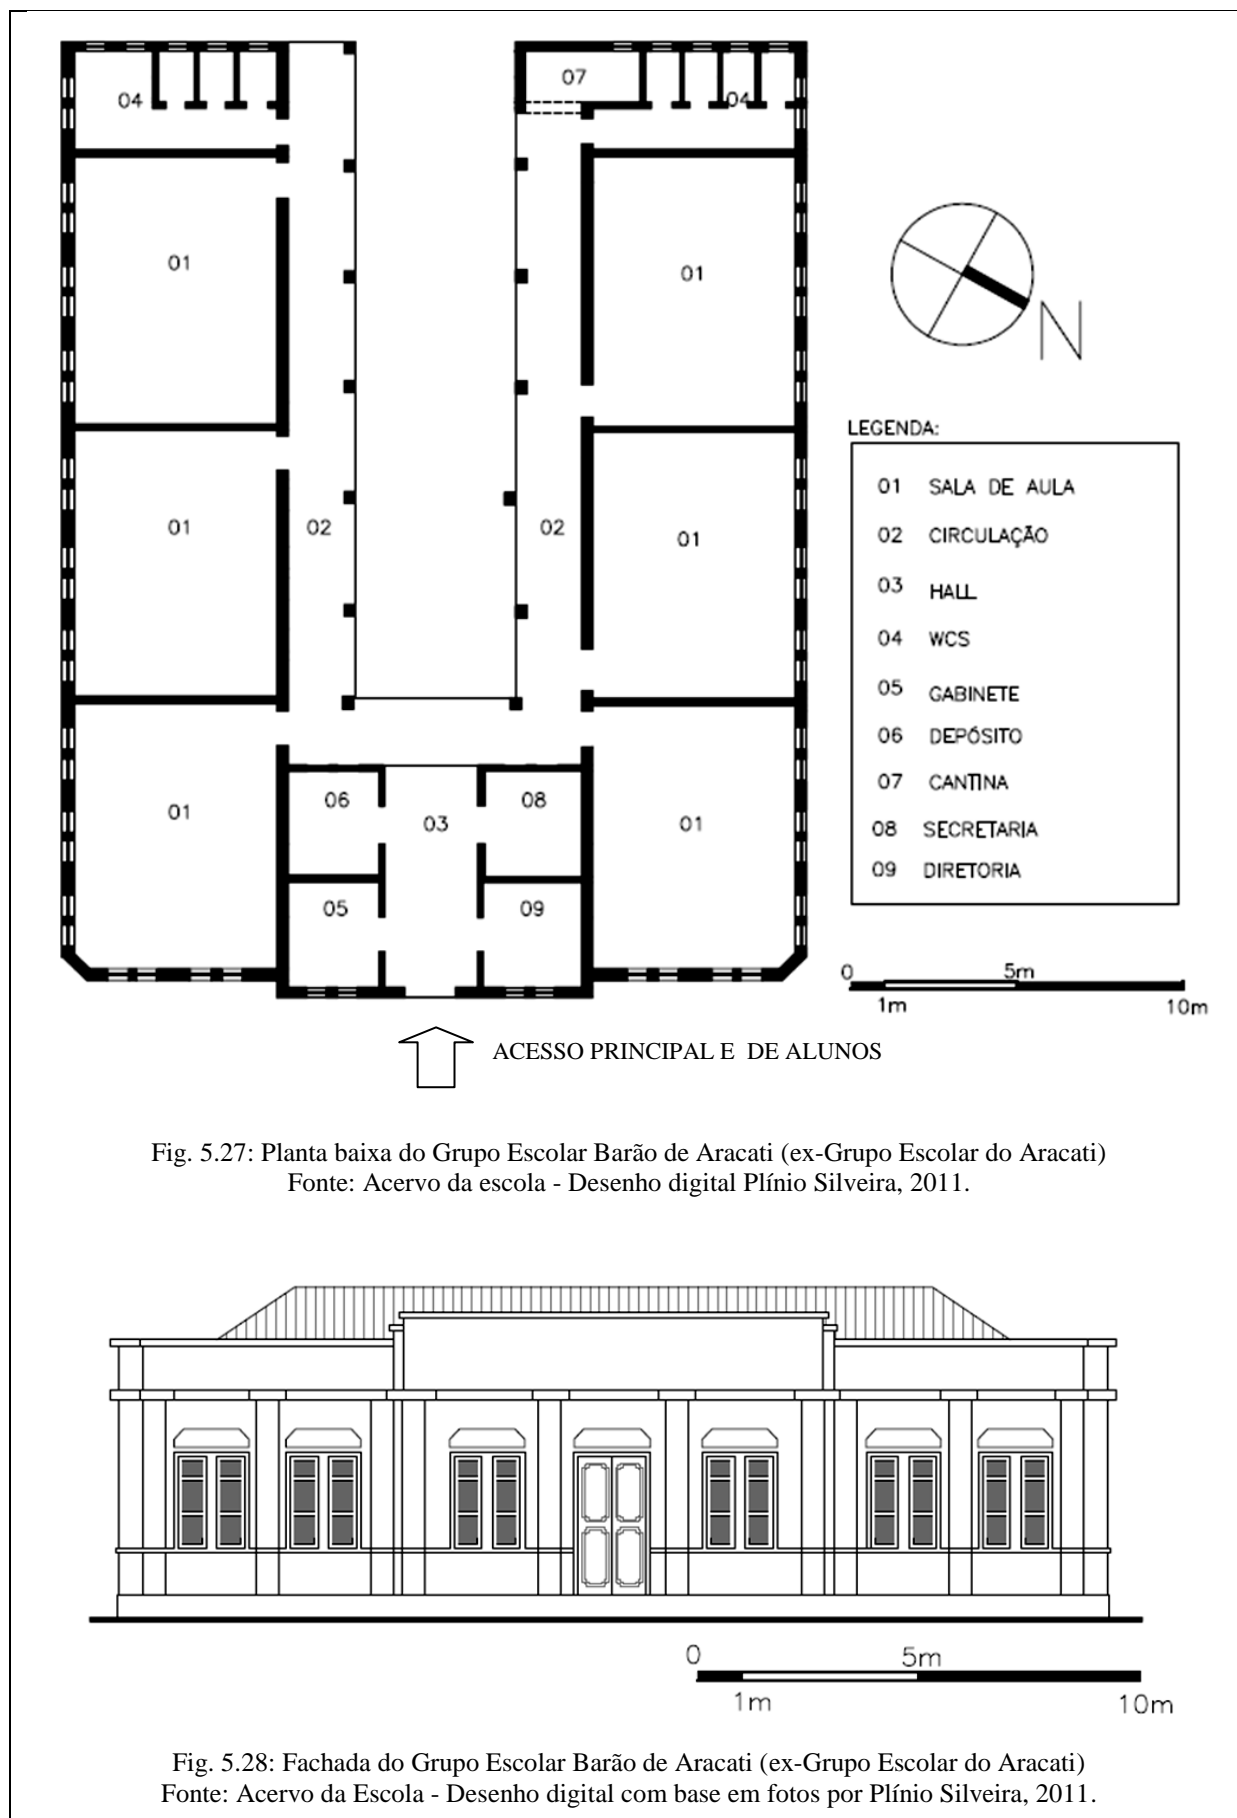 04
07
04
01
01
N
LEGENDA:
01 SALA DE AULA
02 CIRCULAÇÃO
03 HALL
04 WCS
05 GABINETE
06 DEPÓSITO
07 CANTINA
08 SECRETARIA
09 DIRETORIA
01
02
02
01
01
06
03
08
01
05
09
0 5m
1m 10m
ACESSO PRINCIPAL E DE ALUNOS
Fig. 5.27: Planta baixa do Grupo Escolar Barão de Aracati (ex-Grupo Escolar do Aracati)
Fonte: Acervo da escola - Desenho digital Plínio Silveira, 2011.
0 5m
1m 10m
Fig. 5.28: Fachada do Grupo Escolar Barão de Aracati (ex-Grupo Escolar do Aracati)
Fonte: Acervo da Escola - Desenho digital com base em fotos por Plínio Silveira, 2011.